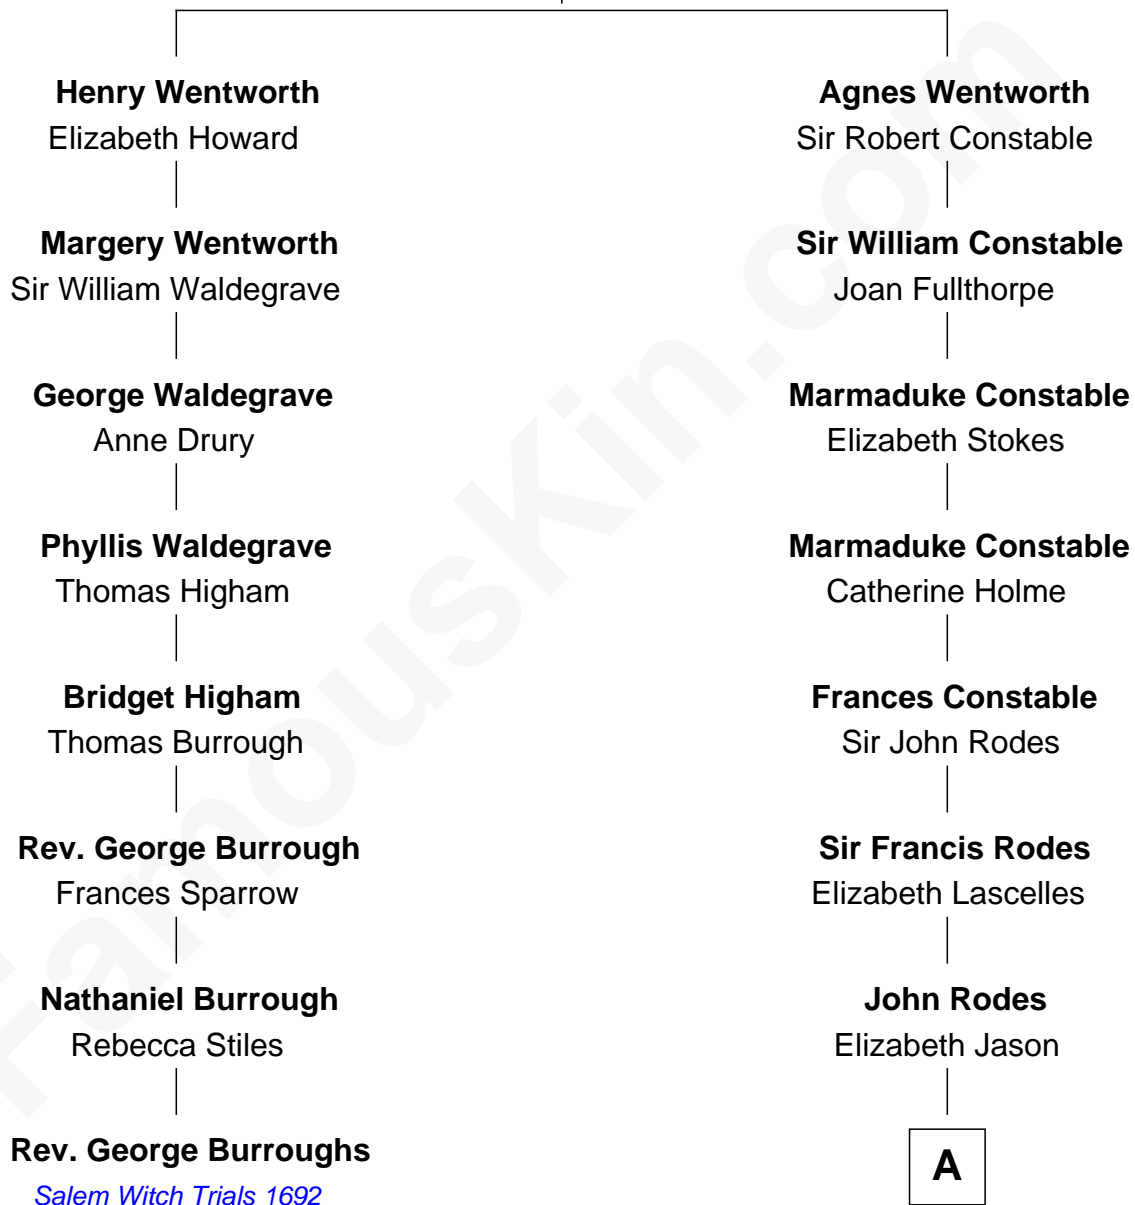 Henry Wentworth
Elizabeth Howard
Margery Wentworth
Sir William Waldegrave
George Waldegrave
Anne Drury
Phyllis Waldegrave
Thomas Higham
Bridget Higham
Thomas Burrough
Rev. George Burrough
Frances Sparrow
Nathaniel Burrough
Rebecca Stiles
Rev. George Burroughs
Salem Witch Trials 1692
Agnes Wentworth
Sir Robert Constable
Sir William Constable
Joan Fullthorpe
Marmaduke Constable
Elizabeth Stokes
Marmaduke Constable
Catherine Holme
Frances Constable
Sir John Rodes
Sir Francis Rodes
Elizabeth Lascelles
John Rodes
Elizabeth Jason
A
FamousKin.com